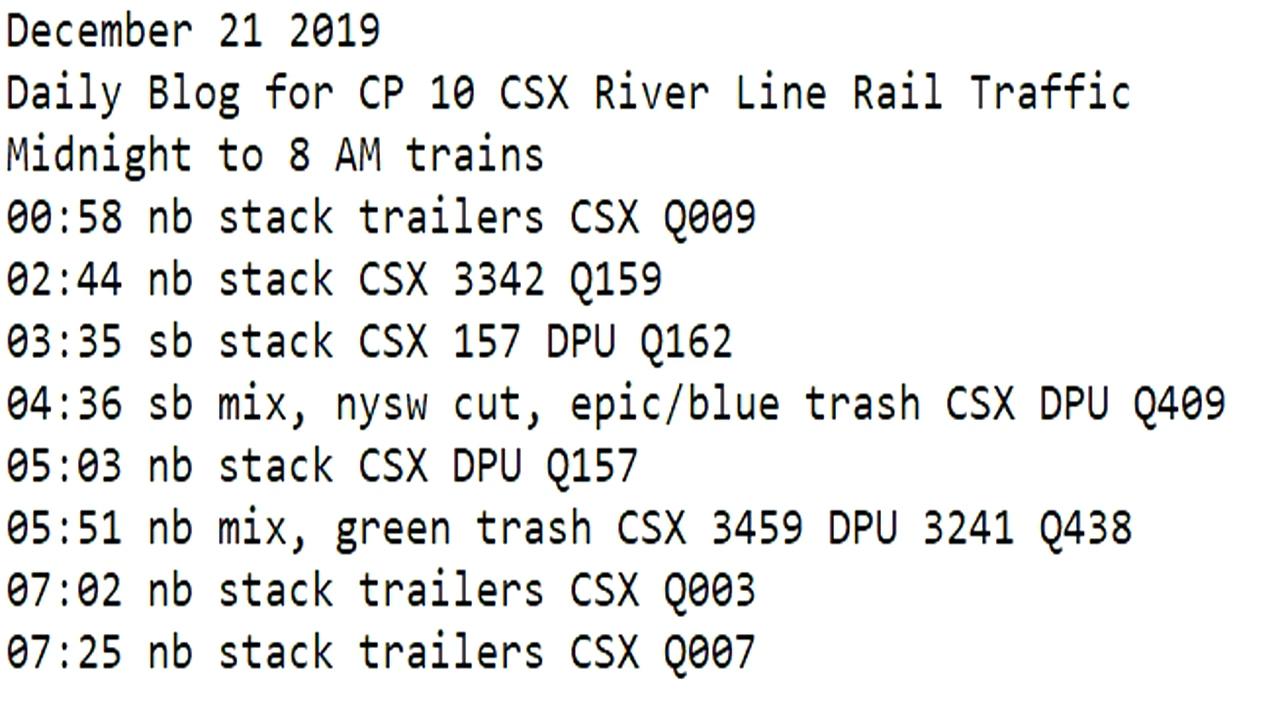 December 21 2019
Daily Blog for CP 10 CSX River Line Rail Traffic
Midnight to 8 AM trains
00:58 nb stack trailers CSX Q009
02:44 nb stack CSX 3342 Q159
03:35 sb stack CSX 157 DPU Q162
04:36 sb mix, nysw cut, epic/blue trash CSX DPU Q409
05:03 nb stack CSX DPU Q157
05:51 nb mix, green trash CSX 3459 DPU 3241 Q438
07:02 nb stack trailers CSX Q003
07:25 nb stack trailers CSX Q007